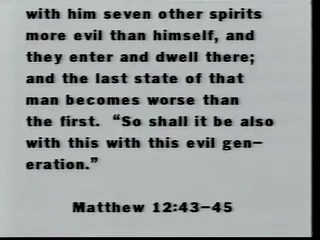 with him seven other spirits
more evil than himself, and
they enter and dwell there;
and the last state of that
man becomes worse than
the first.  “So shall it be also
with this with this evil gen–
eration.”
Matthew 12:43–45